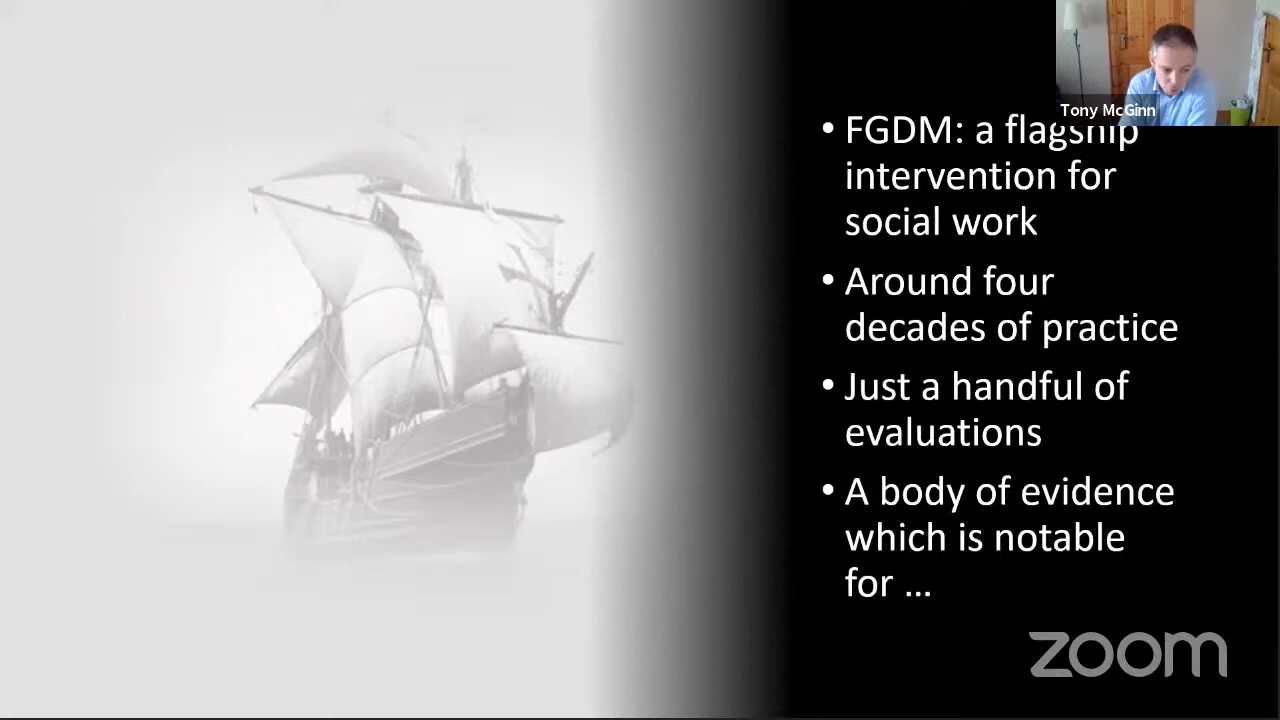 Tony McGinn
• FGDM: a flagship
intervention for
social work
• Around four
decades of practice
• Just a handful of
evaluations
• A body of evidence
which is notable
for ...
zoom